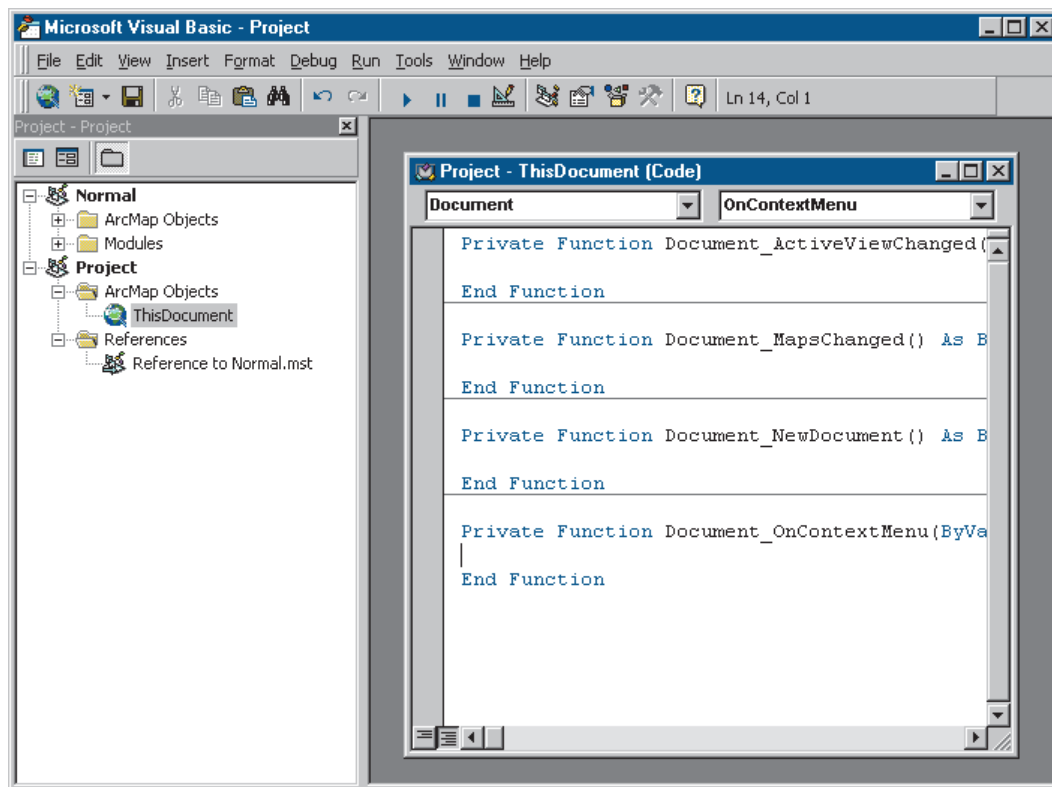 Microsoft Visual Basic - Project
File Edit View Insert Format Debug Run Tools Window Help
Ln 14, Col 1
Project - Project
Normal
ArcMap Objects
Modules
Project
ArcMap Objects
ThisDocument
References
Reference to Normal.mst
Project - ThisDocument (Code)
Document OnContextMenu
Private Function Document_ActiveViewChanged(
End Function
Private Function Document_MapsChanged() As B
End Function
Private Function Document_NewDocument() As B
End Function
Private Function Document_OnContextMenu(ByVa
End Function